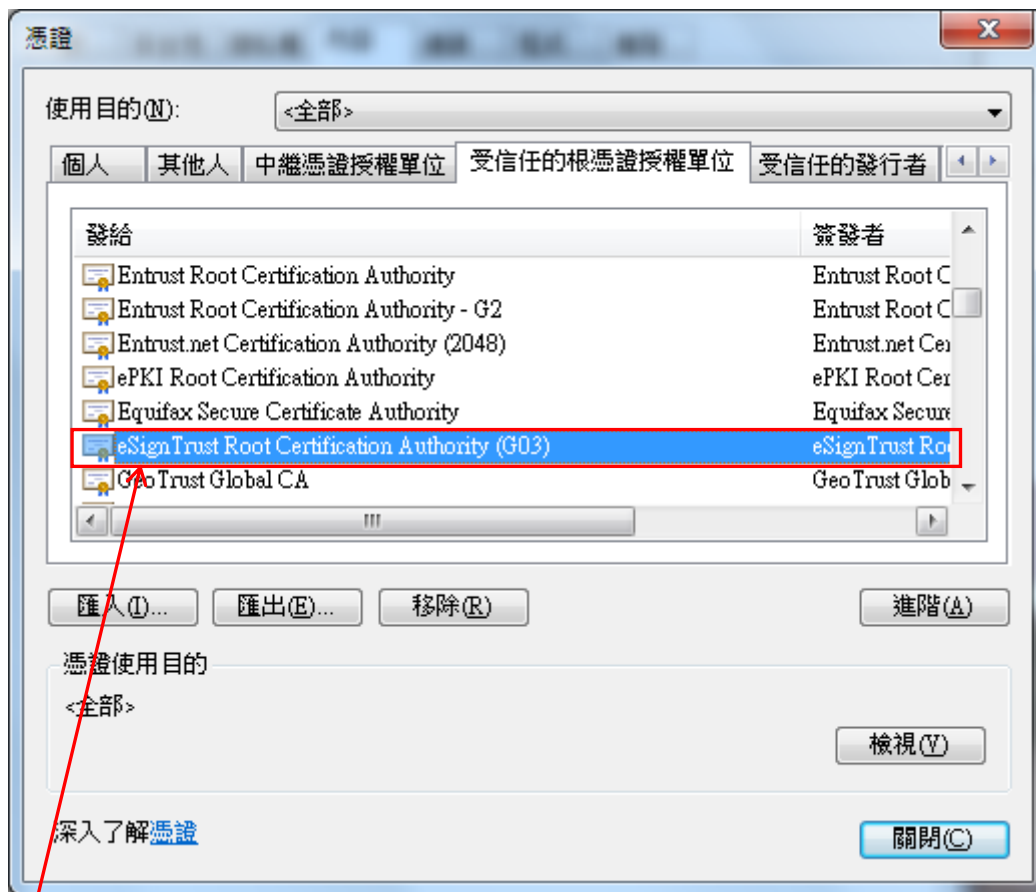 憑證
使用目的(N): <全部>
個人 其他人 中繼憑證授權單位 受信任的根憑證授權單位 受信任的發行者
發給 簽發者
Entrust Root Certification Authority Entrust Root C
Entrust Root Certification Authority - G2 Entrust Root C
Entrust.net Certification Authority (2048) Entrust.net Cer
ePKI Root Certification Authority ePKI Root Cer
Equifax Secure Certificate Authority Equifax Secure
eSignTrust Root Certification Authority (G03) eSignTrust Roo
GeoTrust Global CA GeoTrust Glob
匯入(I)... 匯出(E)... 移除(R) 進階(A)
憑證使用目的
<全部>
檢視(V)
深入了解憑證
關閉(C)